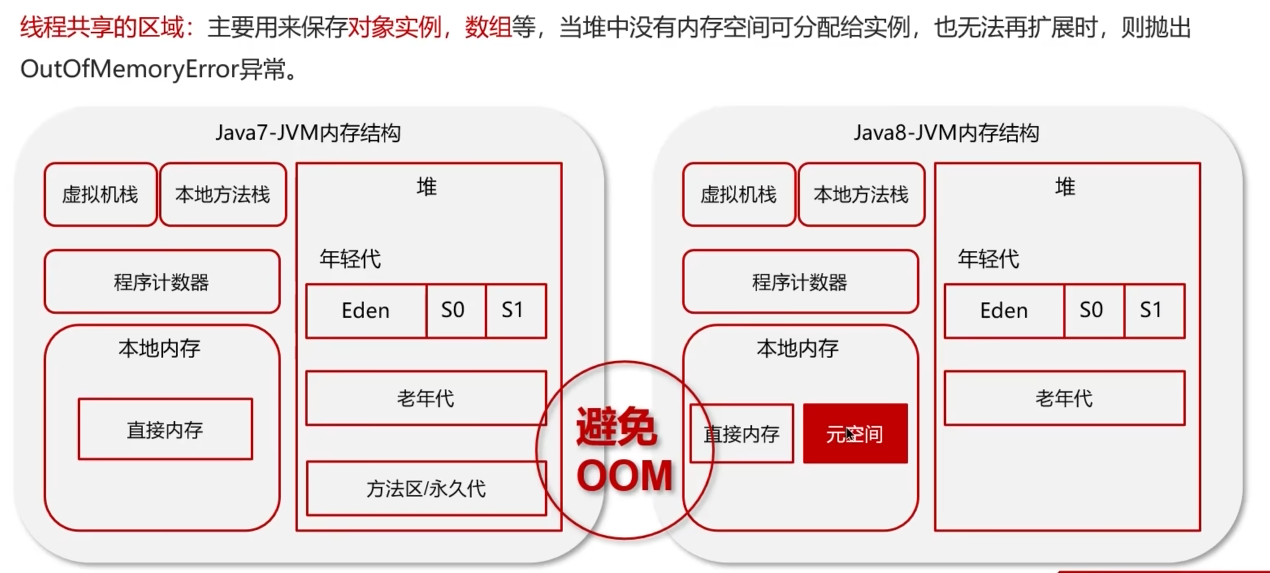 线程共享的区域：主要用来保存对象实例，数组等，当堆中没有内存空间可分配给实例，也无法再扩展时，则抛出
OutOfMemoryError异常。
Java7-JVM内存结构
虚拟机栈
本地方法栈
堆
程序计数器
年轻代
Eden
S0
S1
本地内存
直接内存
老年代
方法区/永久代
避免
OOM
Java8-JVM内存结构
虚拟机栈
本地方法栈
堆
程序计数器
年轻代
Eden
S0
S1
本地内存
直接内存
元空间
老年代